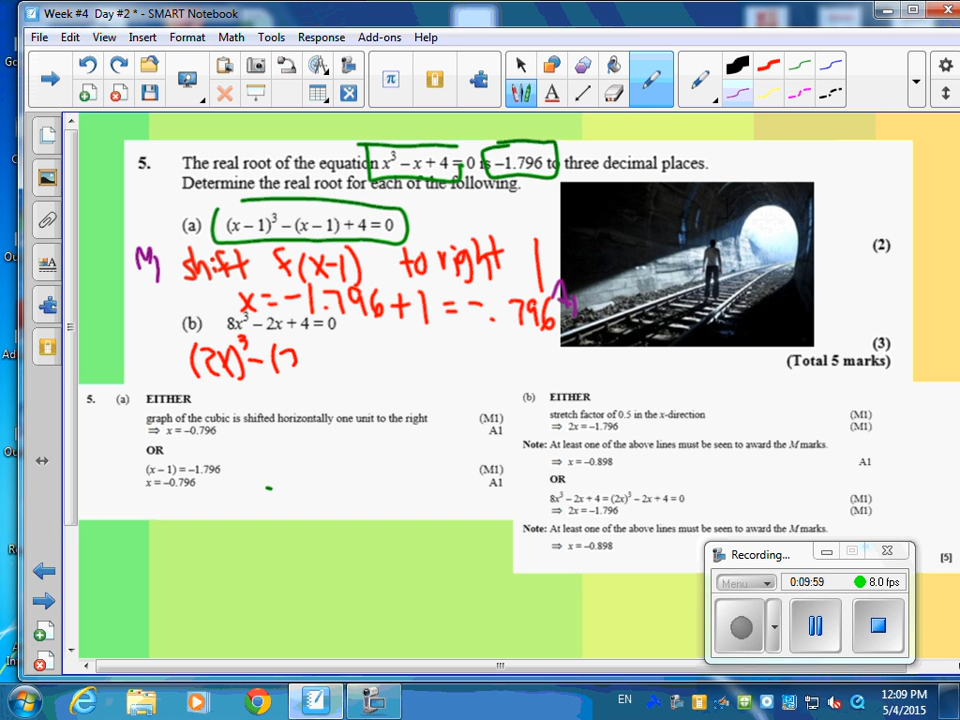 Week #4 Day #2 * - SMART Notebook
File Edit View Insert Format Math Tools Response Add-ons Help
5. The real root of the equation x³ – x + 4 = 0 is –1.796 to three decimal places.
Determine the real root for each of the following.
(a) (x – 1)³ – (x – 1) + 4 = 0
(2)
M1 shift f(x-1) to right 1
x = -1.796 + 1 = -.796 A1
(b) 8x³ – 2x + 4 = 0
(3)
(Total 5 marks)
(2x)³ - (2
5. (a) EITHER
graph of the cubic is shifted horizontally one unit to the right (M1)
⇒ x = –0.796 A1
OR
(x – 1) = –1.796 (M1)
x = –0.796 A1
(b) EITHER
stretch factor of 0.5 in the x-direction (M1)
⇒ 2x = –1.796 (M1)
Note: At least one of the above lines must be seen to award the M marks.
⇒ x = –0.898 A1
OR
8x³ – 2x + 4 = (2x)³ – 2x + 4 = 0 (M1)
⇒ 2x = –1.796 (M1)
Note: At least one of the above lines must be seen to award the M marks.
⇒ x = –0.898
[5]
Recording...
Menu 0:09:59 8.0 fps
EN
12:09 PM
5/4/2015